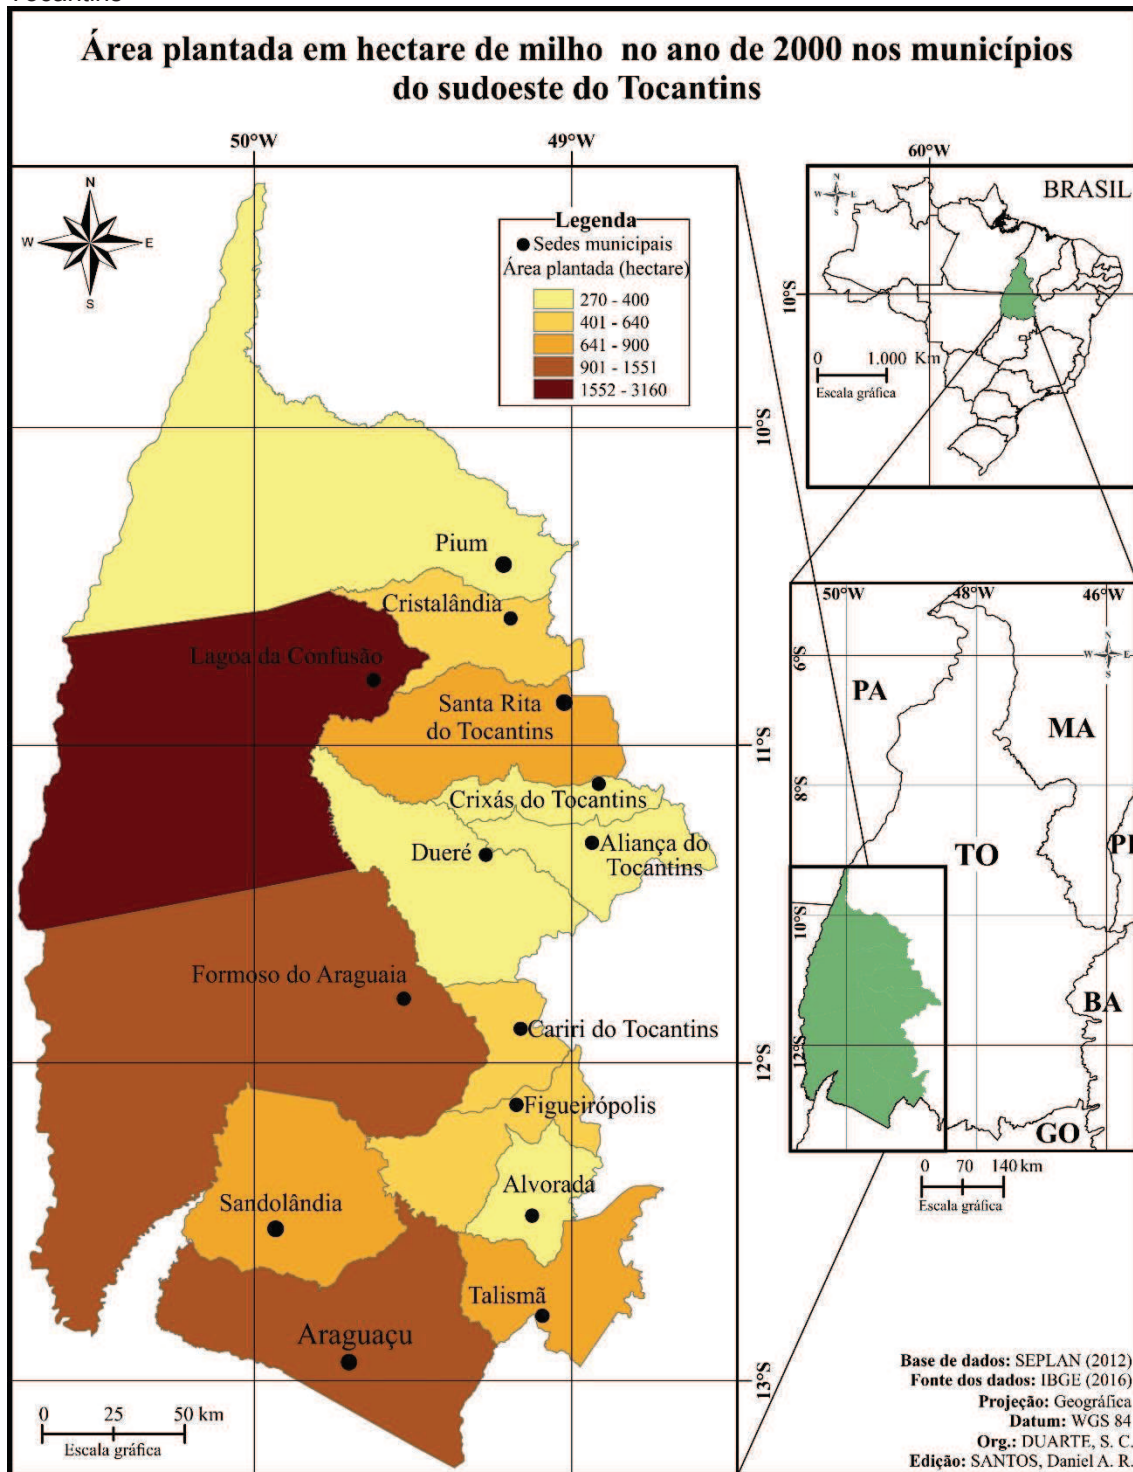 Tocantins
Área plantada em hectare de milho no ano de 2000 nos municípios
do sudoeste do Tocantins
50°W
49°W
N
W
E
S
Legenda
Sedes municipais
Área plantada (hectare)
270 - 400
401 - 640
641 - 900
901 - 1551
1552 - 3160
10°S
Pium
Cristalândia
Lagoa da Confusão
Santa Rita
do Tocantins
11°S
Crixás do Tocantins
Dueré
Aliança do
Tocantins
Formoso do Araguaia
Cariri do Tocantins
12°S
Figueirópolis
Alvorada
Sandolândia
Talismã
Araguaçu
13°S
0 25 50 km
Escala gráfica
60°W
N
W
E
S
BRASIL
10°S
0 1.000 Km
Escala gráfica
50°W
48°W
46°W
N
W
E
S
6°S
PA
MA
8°S
TO
10°S
BA
12°S
GO
0 70 140 km
Escala gráfica
Base de dados: SEPLAN (2012)
Fonte dos dados: IBGE (2016)
Projeção: Geográfica
Datum: WGS 84
Org.: DUARTE, S. C.
Edição: SANTOS, Daniel A. R.